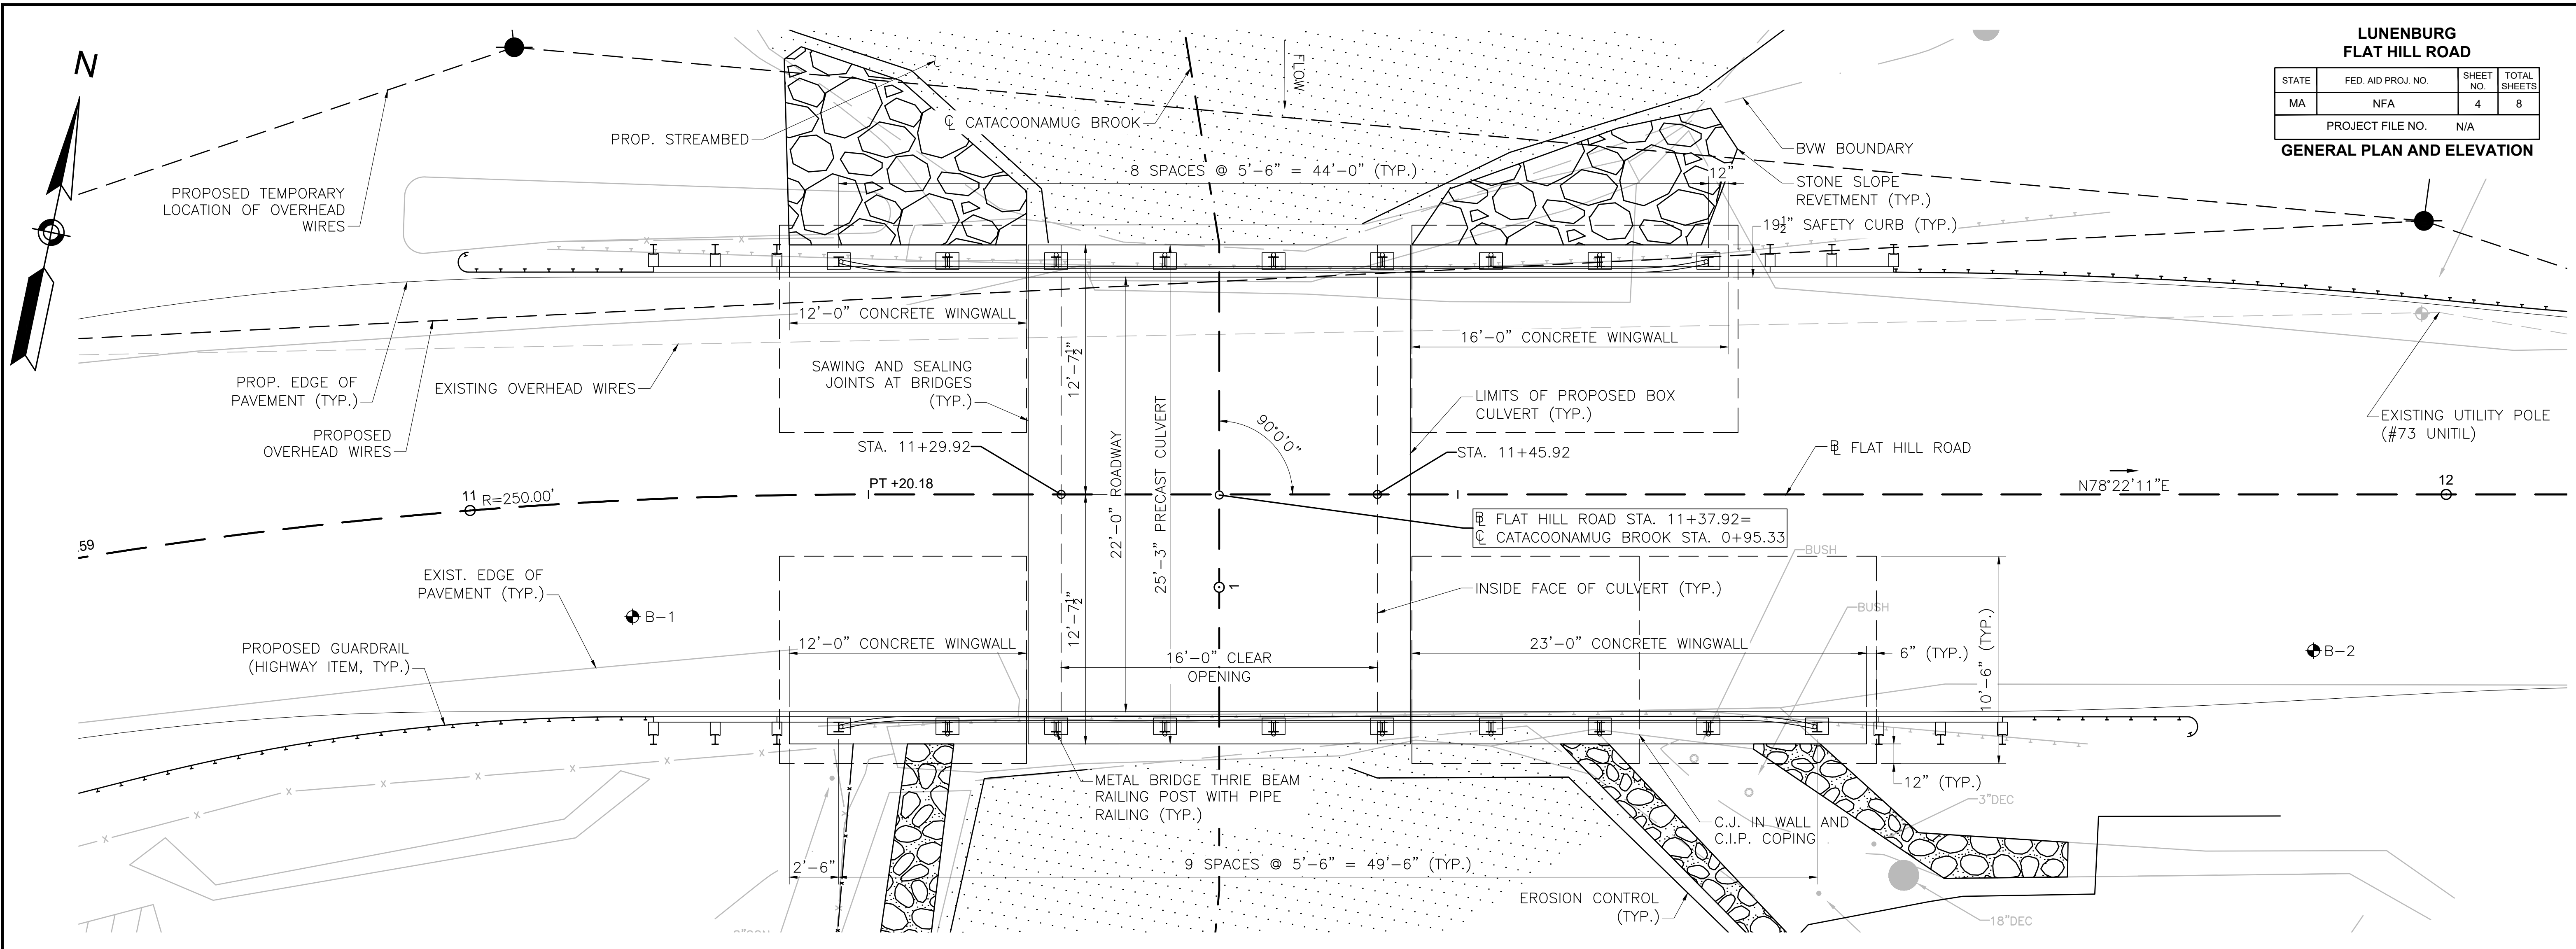 LUNENBURG
FLAT HILL ROAD
STATE FED. AID PROJ. NO. SHEET NO. TOTAL SHEETS
MA NFA 4 8
PROJECT FILE NO. N/A
GENERAL PLAN AND ELEVATION
N
FLOW
℄ CATACOONAMUG BROOK
PROP. STREAMBED
BVW BOUNDARY
8 SPACES @ 5'-6" = 44'-0" (TYP.)
12"
STONE SLOPE
REVETMENT (TYP.)
PROPOSED TEMPORARY
LOCATION OF OVERHEAD
WIRES
19½" SAFETY CURB (TYP.)
12'-0" CONCRETE WINGWALL
16'-0" CONCRETE WINGWALL
12'-7½"
SAWING AND SEALING
JOINTS AT BRIDGES
(TYP.)
PROP. EDGE OF
PAVEMENT (TYP.)
EXISTING OVERHEAD WIRES
LIMITS OF PROPOSED BOX
CULVERT (TYP.)
EXISTING UTILITY POLE
(#73 UNITIL)
PROPOSED
OVERHEAD WIRES
90°0'0"
STA. 11+29.92
STA. 11+45.92
⅊ FLAT HILL ROAD
22'-0" ROADWAY
25'-3" PRECAST CULVERT
11
R=250.00'
PT +20.18
N78°22'11"E
12
.59
⅊ FLAT HILL ROAD STA. 11+37.92=
℄ CATACOONAMUG BROOK STA. 0+95.33
BUSH
EXIST. EDGE OF
PAVEMENT (TYP.)
1
INSIDE FACE OF CULVERT (TYP.)
BUSH
B-1
12'-7½"
PROPOSED GUARDRAIL
(HIGHWAY ITEM, TYP.)
12'-0" CONCRETE WINGWALL
16'-0" CLEAR
OPENING
23'-0" CONCRETE WINGWALL
6" (TYP.)
10'-6" (TYP.)
B-2
METAL BRIDGE THRIE BEAM
RAILING POST WITH PIPE
RAILING (TYP.)
12" (TYP.)
3"DEC
C.J. IN WALL AND
C.I.P. COPING
2'-6"
9 SPACES @ 5'-6" = 49'-6" (TYP.)
EROSION CONTROL
(TYP.)
18"DEC